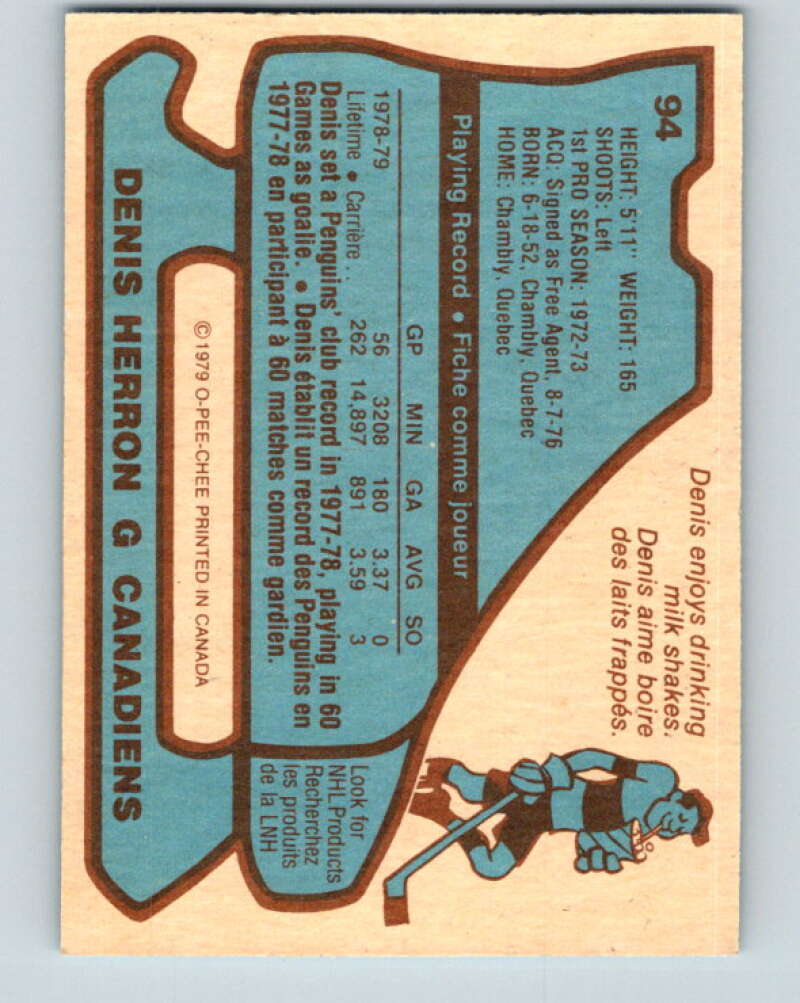 94
HEIGHT: 5'11" WEIGHT: 165
SHOOTS: Left
1st PRO SEASON: 1972-73
ACQ: Signed as Free Agent, 8-7-76
BORN: 6-18-52, Chambly, Quebec
HOME: Chambly, Quebec
Denis enjoys drinking
milk shakes.
Denis aime boire
des laits frappés.
Playing Record • Fiche comme joueur
GP MIN GA AVG SO
1978-79 56 3208 180 3.37 0
Lifetime • Carrière .. 262 14,897 891 3.59 3
Denis set a Penguins' club record in 1977-78, playing in 60
Games as goalie. • Denis établit un record des Penguins en
1977-78 en participant à 60 matches comme gardien.
Look for
NHL Products
Recherchez
les produits
de la LNH
©1979 O-PEE-CHEE PRINTED IN CANADA
DENIS HERRON G CANADIENS